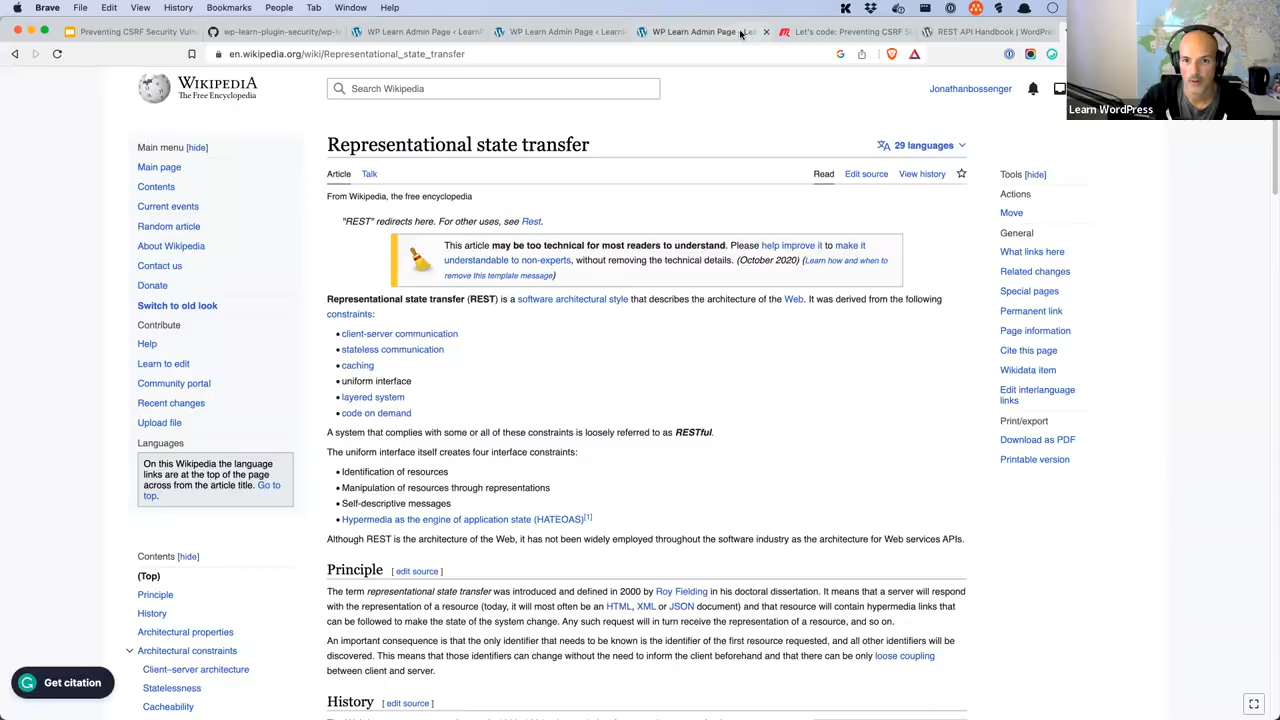 Brave File Edit View History Bookmarks People Tab Window Help
Preventing CSRF Security Vuln
wp-learn-plugin-security/wp-l
WP Learn Admin Page ‹ Learni
WP Learn Admin Page ‹ Learni
WP Learn Admin Page
Let's code: Preventing CSRF S
REST API Handbook | WordPres
en.wikipedia.org/wiki/Representational_state_transfer
WIKIPEDIA
The Free Encyclopedia
Search Wikipedia
Jonathanbossenger
Learn WordPress
Main menu [hide]
Main page
Contents
Current events
Random article
About Wikipedia
Contact us
Donate
Switch to old look
Contribute
Help
Learn to edit
Community portal
Recent changes
Upload file
Languages
On this Wikipedia the language
links are at the top of the page
across from the article title. Go to
top.
Contents [hide]
(Top)
Principle
History
Architectural properties
Architectural constraints
Client–server architecture
Statelessness
Cacheability
Get citation
Representational state transfer
29 languages
Article Talk
Read Edit source View history
From Wikipedia, the free encyclopedia
"REST" redirects here. For other uses, see Rest.
This article may be too technical for most readers to understand. Please help improve it to make it
understandable to non-experts, without removing the technical details. (October 2020) (Learn how and when to
remove this template message)
Representational state transfer (REST) is a software architectural style that describes the architecture of the Web. It was derived from the following
constraints:
• client-server communication
• stateless communication
• caching
• uniform interface
• layered system
• code on demand
A system that complies with some or all of these constraints is loosely referred to as RESTful.
The uniform interface itself creates four interface constraints:
• Identification of resources
• Manipulation of resources through representations
• Self-descriptive messages
• Hypermedia as the engine of application state (HATEOAS)[1]
Although REST is the architecture of the Web, it has not been widely employed throughout the software industry as the architecture for Web services APIs.
Principle [ edit source ]
The term representational state transfer was introduced and defined in 2000 by Roy Fielding in his doctoral dissertation. It means that a server will respond
with the representation of a resource (today, it will most often be an HTML, XML or JSON document) and that resource will contain hypermedia links that
can be followed to make the state of the system change. Any such request will in turn receive the representation of a resource, and so on.
An important consequence is that the only identifier that needs to be known is the identifier of the first resource requested, and all other identifiers will be
discovered. This means that those identifiers can change without the need to inform the client beforehand and that there can be only loose coupling
between client and server.
History [ edit source ]
Tools [hide]
Actions
Move
General
What links here
Related changes
Special pages
Permanent link
Page information
Cite this page
Wikidata item
Edit interlanguage
links
Print/export
Download as PDF
Printable version